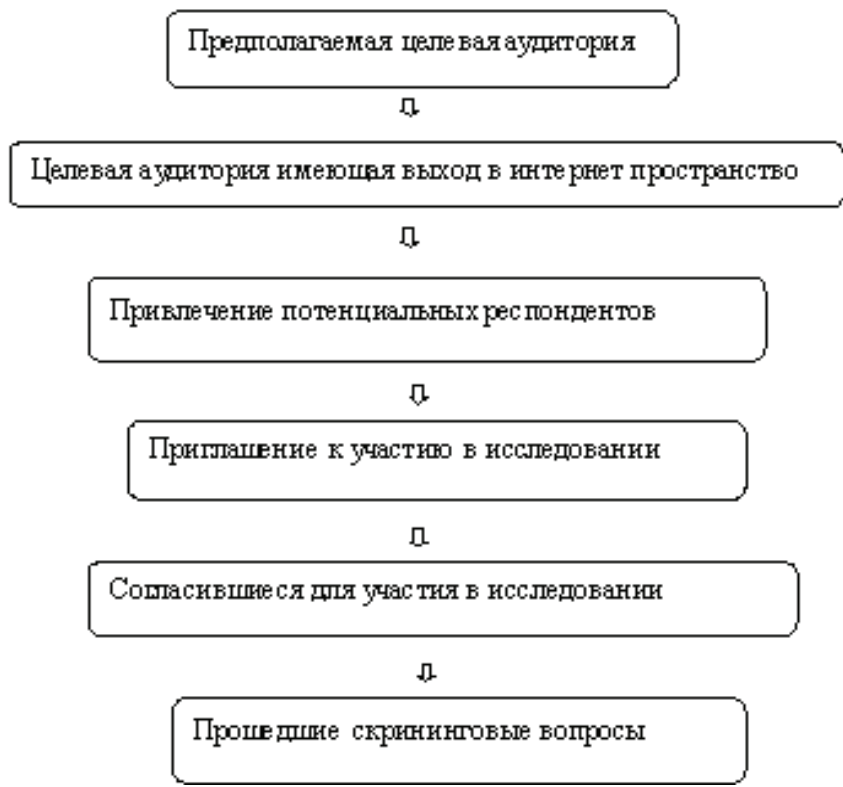 Предполагаемая целевая аудитория
Целевая аудитория имеющая выход в интернет пространство
Привлечение потенциальных респондентов
Приглашение к участию в исследовании
Согласившиеся для участия в исследовании
Прошедшие скрининговые вопросы